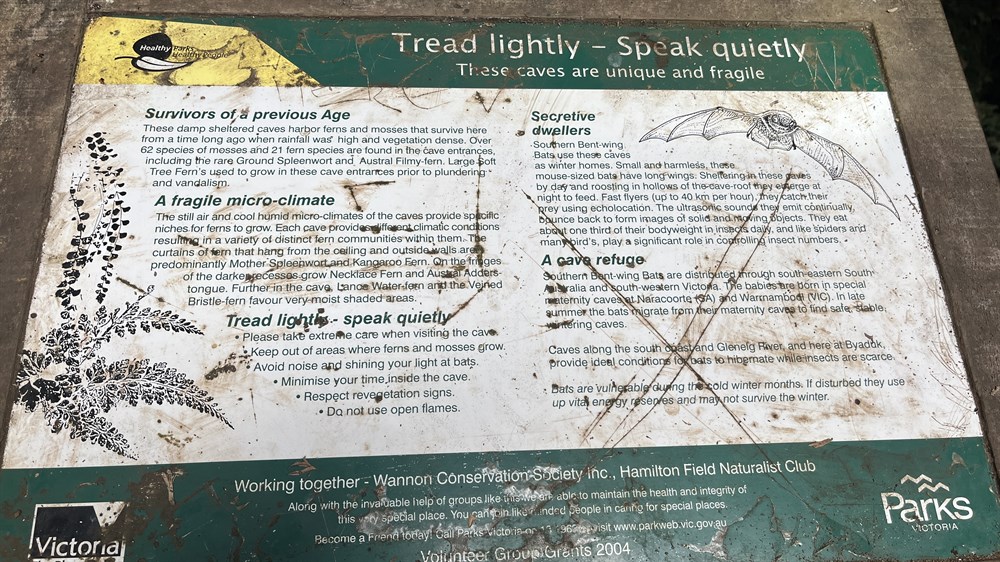 Healthy Parks
Healthy People
Tread lightly – Speak quietly
These caves are unique and fragile
Survivors of a previous Age
These damp sheltered caves harbor ferns and mosses that survive here
from a time long ago when rainfall was high and vegetation dense. Over
62 species of mosses and 21 fern species are found in the cave entrances,
including the rare Ground Spleenwort and Austral Filmy-fern. Large Soft
Tree Fern's used to grow in these cave entrances prior to plundering
and vandalism.
A fragile micro-climate
The still air and cool humid micro-climates of the caves provide specific
niches for ferns to grow. Each cave provides different climatic conditions
resulting in a variety of distinct fern communities within them. The
curtains of fern that hang from the ceiling and outside walls are
predominantly Mother Spleenwort and Kangaroo Fern. On the fringes
of the darker recesses grow Necklace Fern and Austral Adders-
tongue. Further in the cave, Lance Water-fern and the Veined
Bristle-fern favour very moist shaded areas.
Tread lightly - speak quietly
• Please take extreme care when visiting the cave.
• Keep out of areas where ferns and mosses grow.
Avoid noise and shining your light at bats.
• Minimise your time inside the cave.
• Respect revegetation signs.
• Do not use open flames.
Secretive
dwellers
Southern Bent-wing
Bats use these caves
as winter homes. Small and harmless, these
mouse-sized bats have long wings. Sheltering in these caves
by day and roosting in hollows of the cave-roof they emerge at
night to feed. Fast flyers (up to 40 km per hour), they catch their
prey using echolocation. The ultrasonic sounds they emit continually,
bounce back to form images of solid and moving objects. They eat
about one third of their bodyweight in insects daily, and like spiders and
many bird's, play a significant role in controlling insect numbers.
A cave refuge
Southern Bent-wing Bats are distributed through south-eastern South
Australia and south-western Victoria. The babies are born in special
maternity caves at Naracoorte (SA) and Warrnambool (VIC). In late
summer the bats migrate from their maternity caves to find safe, stable,
wintering caves.
Caves along the south coast and Glenelg River, and here at Byaduk,
provide ideal conditions for bats to hibernate while insects are scarce.
Bats are vulnerable during the cold winter months. If disturbed they use
up vital energy reserves and may not survive the winter.
Working together - Wannon Conservation Society Inc., Hamilton Field Naturalist Club
Along with the invaluable help of groups like this we are able to maintain the health and integrity of
this very special place. You can join like minded people in caring for special places.
Become a Friend today! Call Parks Victoria on 13 1963 or visit www.parkweb.vic.gov.au
Volunteer Group Grants 2004
Victoria
Parks
VICTORIA